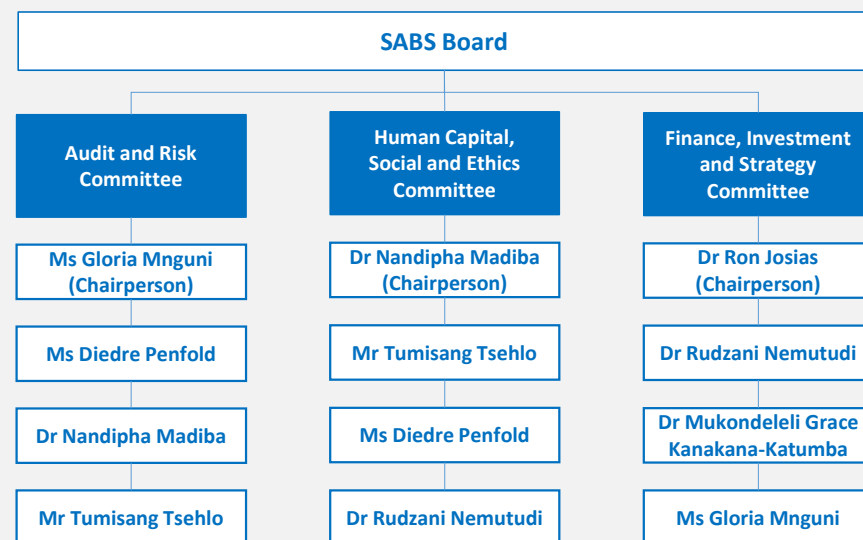 SABS Board
Audit and Risk
Committee
Human Capital,
Social and Ethics
Committee
Finance, Investment
and Strategy
Committee
Ms Gloria Mnguni
(Chairperson)
Dr Nandipha Madiba
(Chairperson)
Dr Ron Josias
(Chairperson)
Ms Diedre Penfold
Mr Tumisang Tsehlo
Dr Rudzani Nemutudi
Dr Nandipha Madiba
Ms Diedre Penfold
Dr Mukondeleli Grace
Kanakana-Katumba
Mr Tumisang Tsehlo
Dr Rudzani Nemutudi
Ms Gloria Mnguni